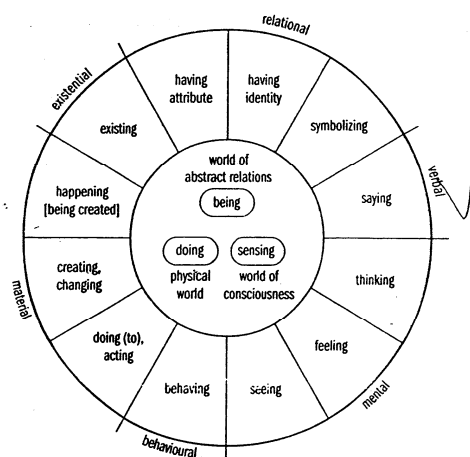 relational
existential
verbal
material
mental
behavioural
having
attribute
having
identity
existing
symbolizing
happening
[being created]
saying
creating,
changing
thinking
doing (to),
acting
feeling
behaving
seeing
world of
abstract relations
being
doing
physical
world
sensing
world of
consciousness